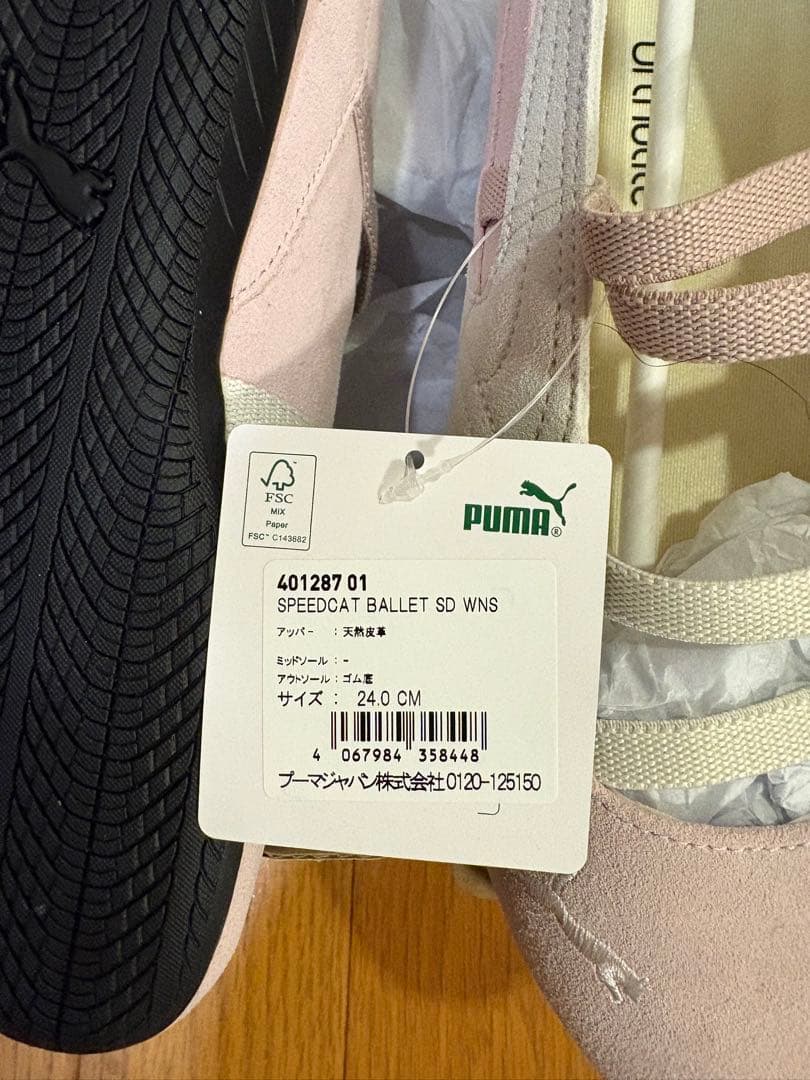 FSC
MIX
Paper
FSC™ C143682
PUMA®
401287 01
SPEEDCAT BALLET SD WNS
アッパー : 天然皮革
ミッドソール : -
アウトソール : ゴム底
サイズ : 24.0 CM
4 067984 358448
プーマジャパン株式会社0120-125150